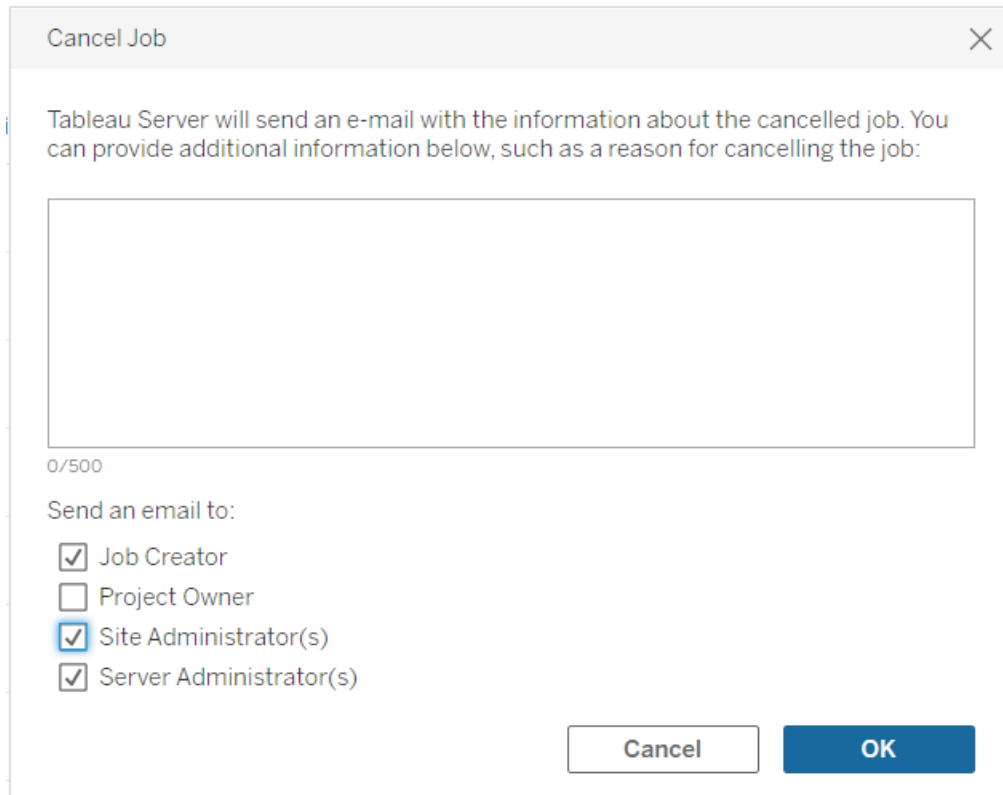 Cancel Job
Tableau Server will send an e-mail with the information about the cancelled job. You
can provide additional information below, such as a reason for cancelling the job:
0/500
Send an email to:
Job Creator
Project Owner
Site Administrator(s)
Server Administrator(s)
Cancel
OK